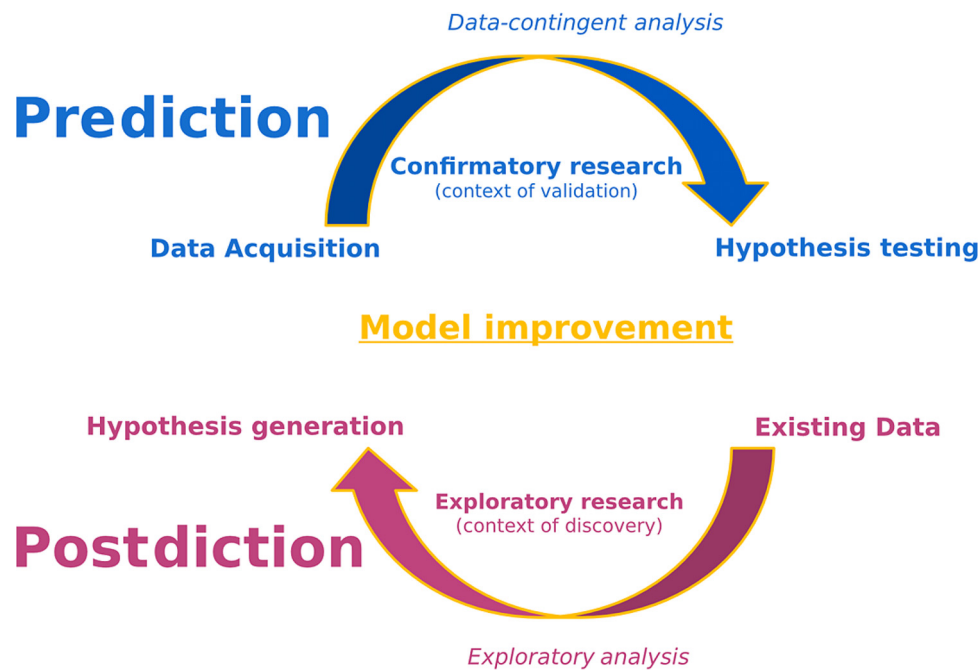 Data-contingent analysis
Prediction
Confirmatory research
(context of validation)
Data Acquisition
Hypothesis testing
Model improvement
Hypothesis generation
Existing Data
Exploratory research
(context of discovery)
Postdiction
Exploratory analysis